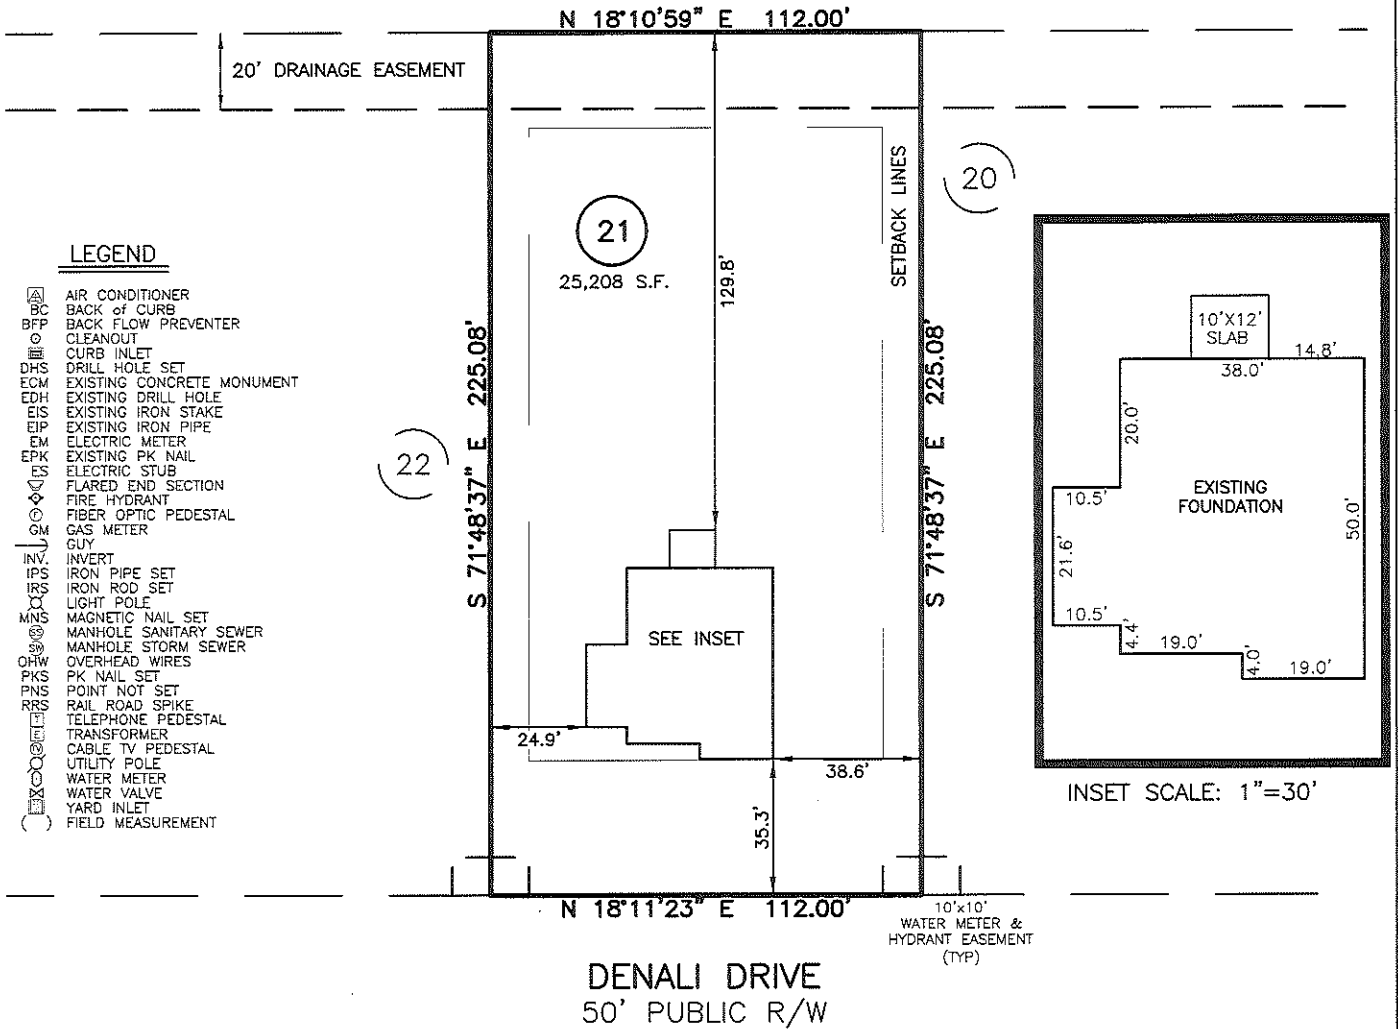 N 18°10'59" E 112.00'
20' DRAINAGE EASEMENT
SETBACK LINES
20
21
25,208 S.F.
129.8'
S 71°48'37" E 225.08'
S 71°48'37" E 225.08'
22
SEE INSET
24.9'
38.6'
35.3'
N 18°11'23" E 112.00'
10'x10'
WATER METER &
HYDRANT EASEMENT
(TYP)
DENALI DRIVE
50' PUBLIC R/W
LEGEND
A AIR CONDITIONER
BC BACK of CURB
BFP BACK FLOW PREVENTER
CLEANOUT
CURB INLET
DHS DRILL HOLE SET
ECM EXISTING CONCRETE MONUMENT
EDH EXISTING DRILL HOLE
EIS EXISTING IRON STAKE
EIP EXISTING IRON PIPE
EM ELECTRIC METER
EPK EXISTING PK NAIL
ES ELECTRIC STUB
FLARED END SECTION
FIRE HYDRANT
F FIBER OPTIC PEDESTAL
GM GAS METER
GUY
INV. INVERT
IPS IRON PIPE SET
IRS IRON ROD SET
LIGHT POLE
MNS MAGNETIC NAIL SET
SS MANHOLE SANITARY SEWER
SW MANHOLE STORM SEWER
OHW OVERHEAD WIRES
PKS PK NAIL SET
PNS POINT NOT SET
RRS RAIL ROAD SPIKE
T TELEPHONE PEDESTAL
E TRANSFORMER
TV CABLE TV PEDESTAL
UTILITY POLE
WATER METER
WATER VALVE
YARD INLET
( ) FIELD MEASUREMENT
10'X12'
SLAB
14.8'
38.0'
20.0'
10.5'
EXISTING
FOUNDATION
50.0'
21.6'
10.5'
4.4'
19.0'
4.0'
19.0'
INSET SCALE: 1"=30'